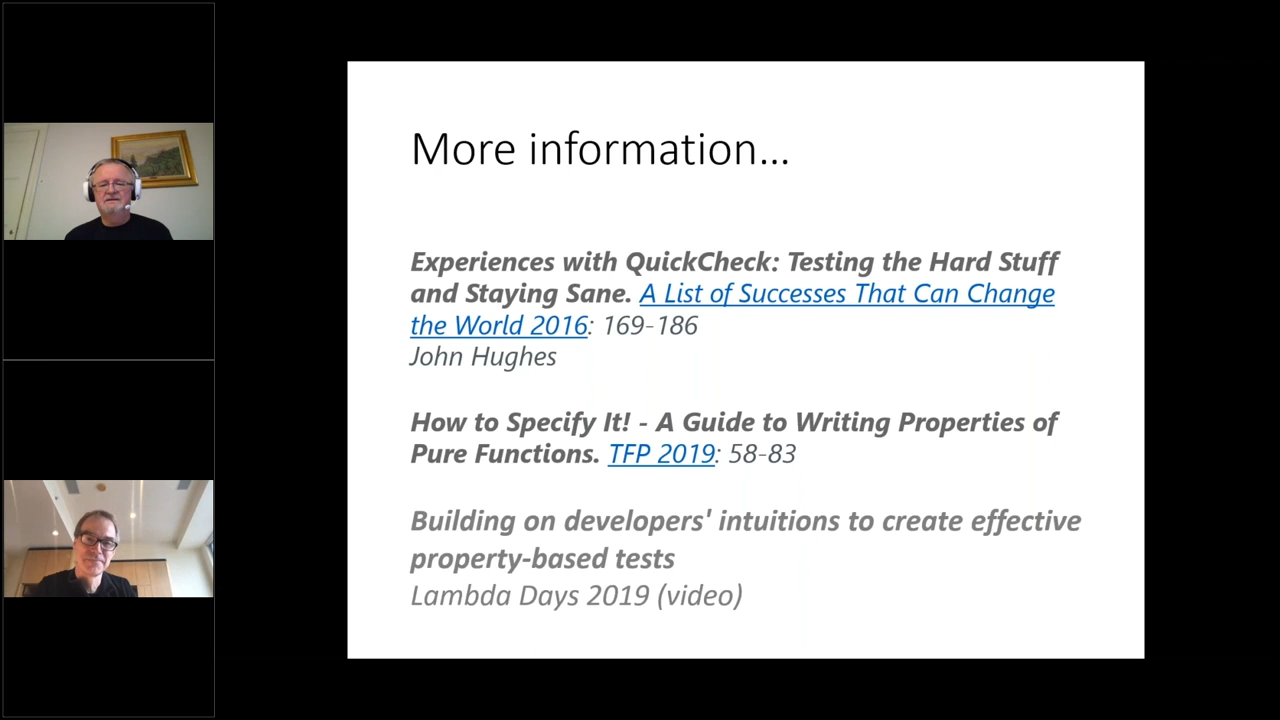 More information...
Experiences with QuickCheck: Testing the Hard Stuff
and Staying Sane. A List of Successes That Can Change
the World 2016: 169-186
John Hughes
How to Specify It! - A Guide to Writing Properties of
Pure Functions. TFP 2019: 58-83
Building on developers' intuitions to create effective
property-based tests
Lambda Days 2019 (video)